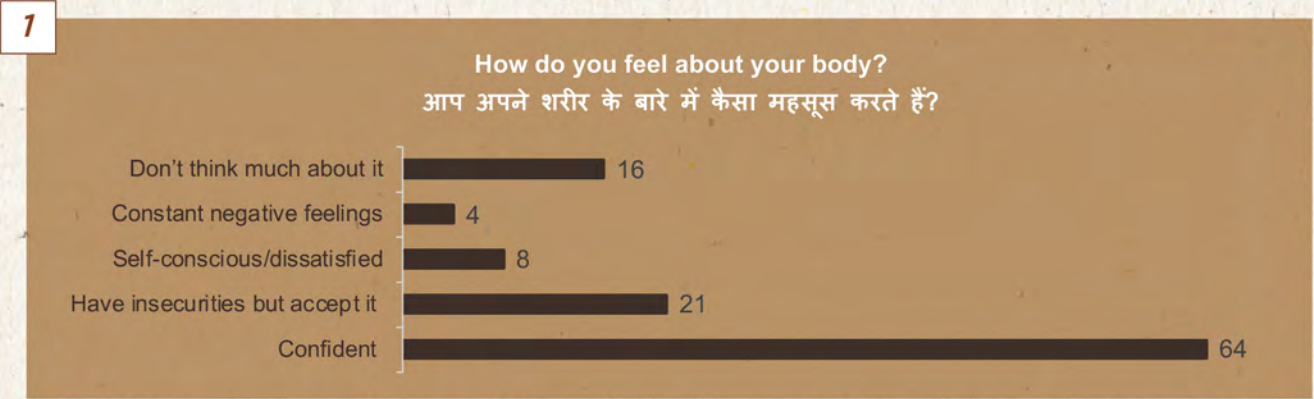 1
How do you feel about your body?
आप अपने शरीर के बारे में कैसा महसूस करते हैं?
Don't think much about it 16
Constant negative feelings 4
Self-conscious/dissatisfied 8
Have insecurities but accept it 21
Confident 64